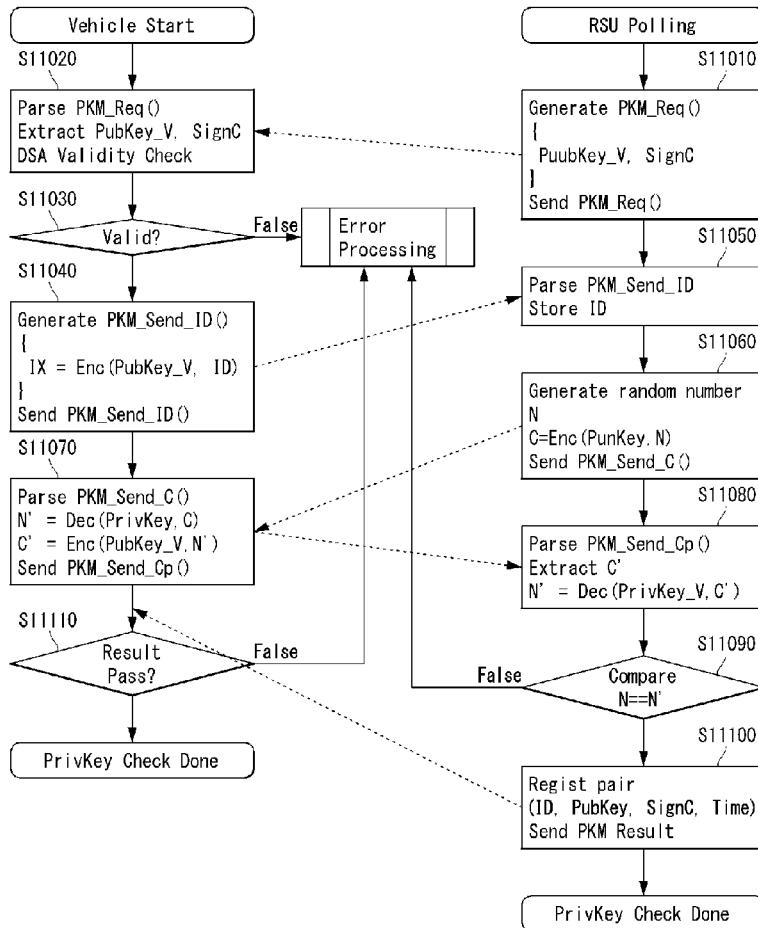 Vehicle Start
RSU Polling
S11020
S11010
Parse PKM_Req()
Extract PubKey_V, SignC
DSA Validity Check
Generate PKM_Req()
{
PuubKey_V, SignC
}
Send PKM_Req()
S11030
Valid?
False
Error
Processing
S11050
Parse PKM_Send_ID
Store ID
S11040
Generate PKM_Send_ID()
{
IX = Enc(PubKey_V, ID)
}
Send PKM_Send_ID()
S11060
Generate random number
N
C=Enc(PunKey,N)
Send PKM_Send_C()
S11070
Parse PKM_Send_C()
N' = Dec(PrivKey,C)
C' = Enc(PubKey_V,N')
Send PKM_Send_Cp()
S11080
Parse PKM_Send_Cp()
Extract C'
N' = Dec(PrivKey_V,C')
S11110
Result
Pass?
False
S11090
False
Compare
N==N'
PrivKey Check Done
S11100
Regist pair
(ID, PubKey, SignC, Time)
Send PKM Result
PrivKey Check Done